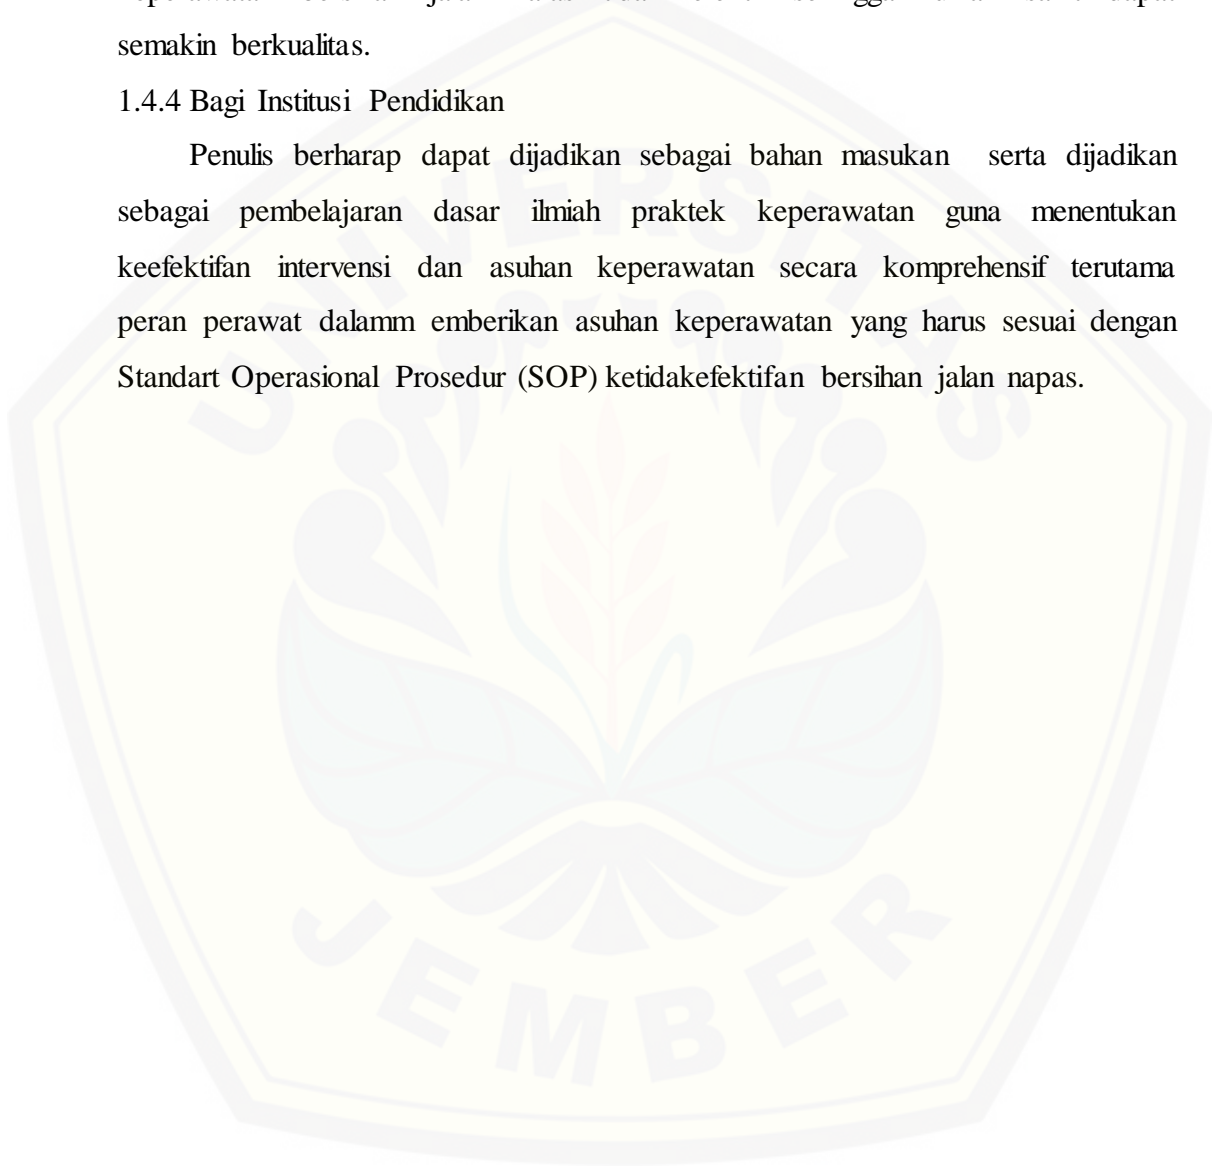 semakin berkualitas.
1.4.4 Bagi Institusi Pendidikan
Penulis berharap dapat dijadikan sebagai bahan masukan serta dijadikan
sebagai pembelajaran dasar ilmiah praktek keperawatan guna menentukan
keefektifan intervensi dan asuhan keperawatan secara komprehensif terutama
peran perawat dalamm emberikan asuhan keperawatan yang harus sesuai dengan
Standart Operasional Prosedur (SOP) ketidakefektifan bersihan jalan napas.
UNIVERSITAS
JEMBER